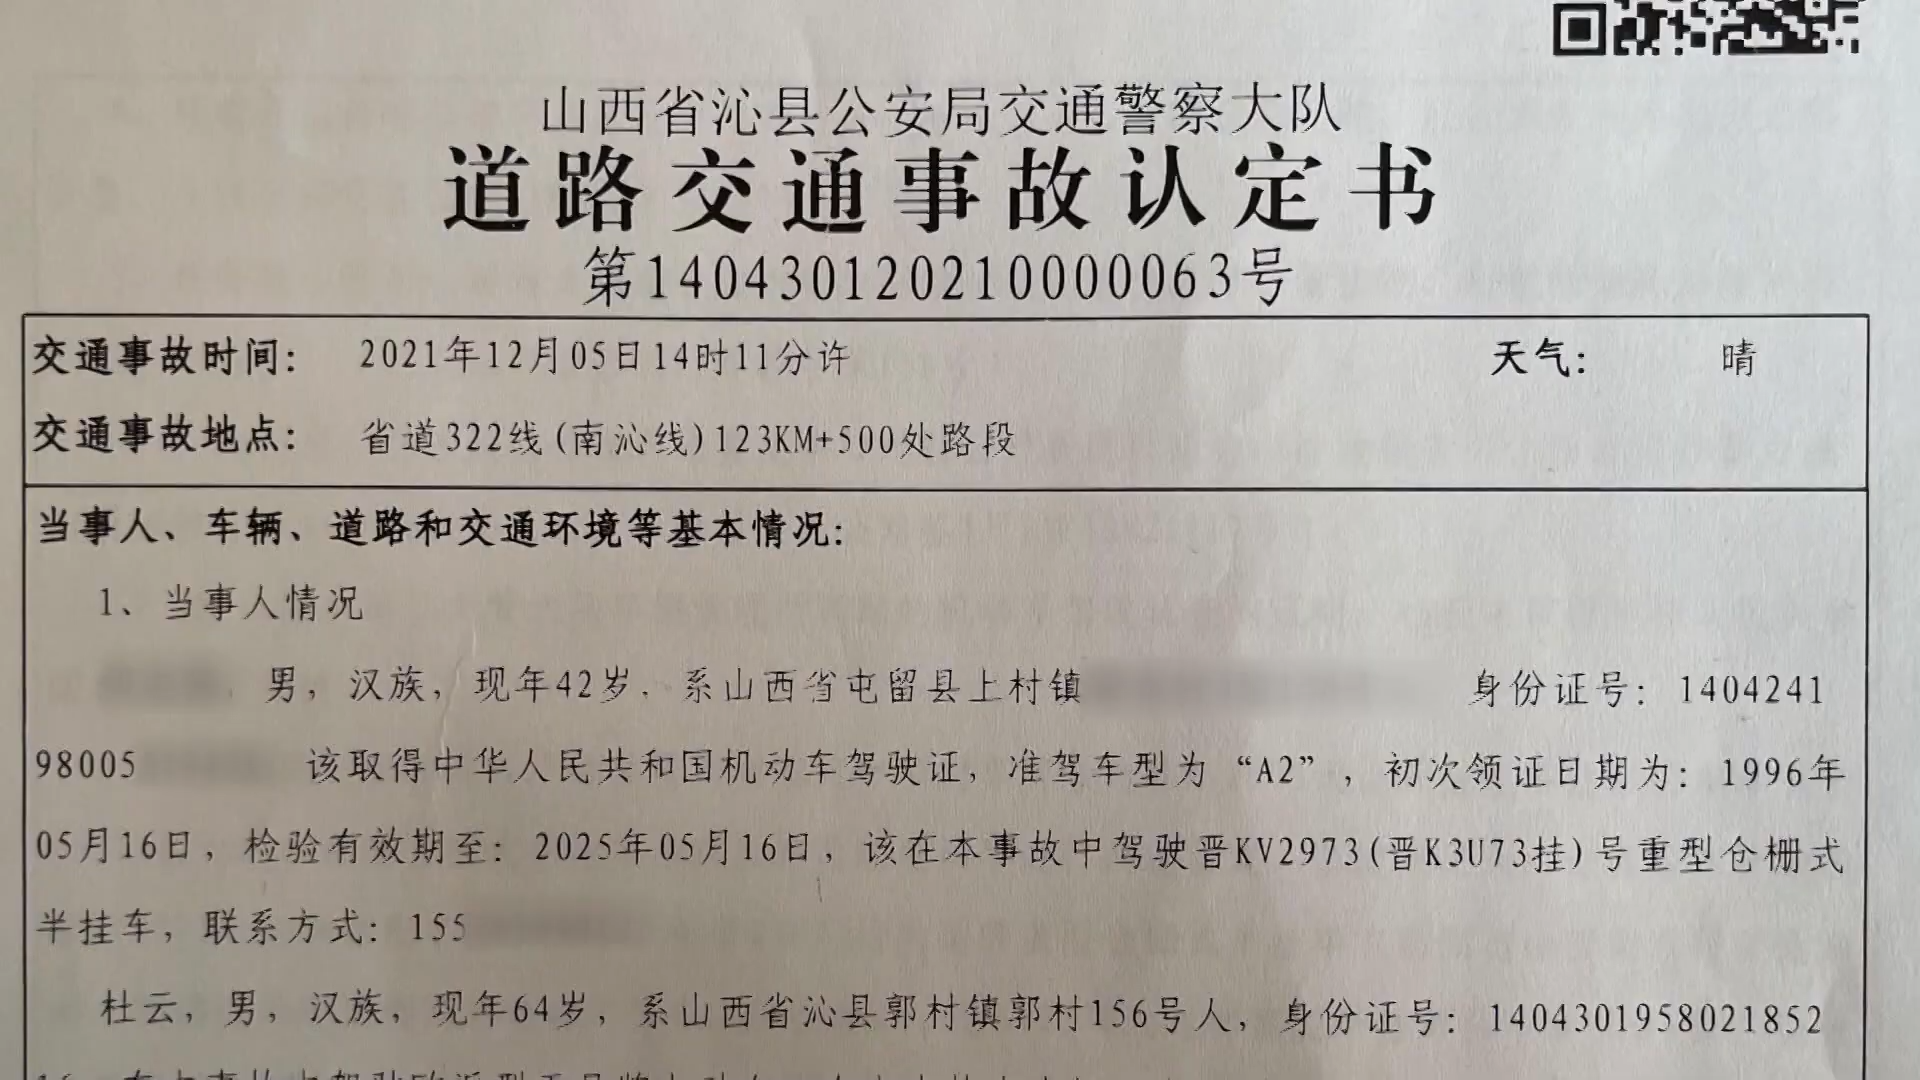 山西省沁县公安局交通警察大队
道路交通事故认定书
第140430120210000063号
交通事故时间： 2021年12月05日14时11分许 天气： 晴
交通事故地点： 省道322线(南沁线)123KM+500处路段
当事人、车辆、道路和交通环境等基本情况：
1、当事人情况
男，汉族，现年42岁，系山西省屯留县上村镇 身份证号：1404241
98005 该取得中华人民共和国机动车驾驶证，准驾车型为“A2”，初次领证日期为：1996年
05月16日，检验有效期至：2025年05月16日，该在本事故中驾驶晋KV2973(晋K3U73挂)号重型仓栅式
半挂车，联系方式：155
杜云，男，汉族，现年64岁，系山西省沁县郭村镇郭村156号人，身份证号：1404301958021852